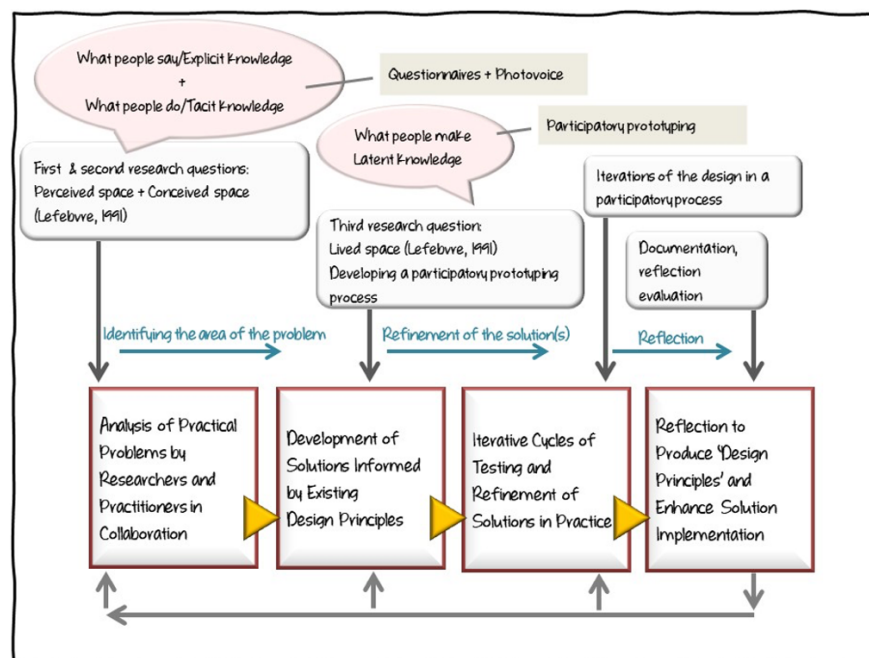 What people say/Explicit Knowledge
+
What people do/Tacit Knowledge
Questionnaires + Photovoice
What people make
Latent Knowledge
Participatory prototyping
First & second research questions:
Perceived space + Conceived space
(Lefebvre, 1991)
Third research question:
Lived space (Lefebvre, 1991)
Developing a participatory prototyping
process
Iterations of the design in a
participatory process
Documentation,
reflection
evaluation
Identifying the area of the problem
Refinement of the solution(s)
Reflection
Analysis of Practical
Problems by
Researchers and
Practitioners in
Collaboration
Development of
Solutions Informed
by Existing
Design Principles
Iterative Cycles of
Testing and
Refinement of
Solutions in Practice
Reflection to
Produce 'Design
Principles' and
Enhance Solution
Implementation